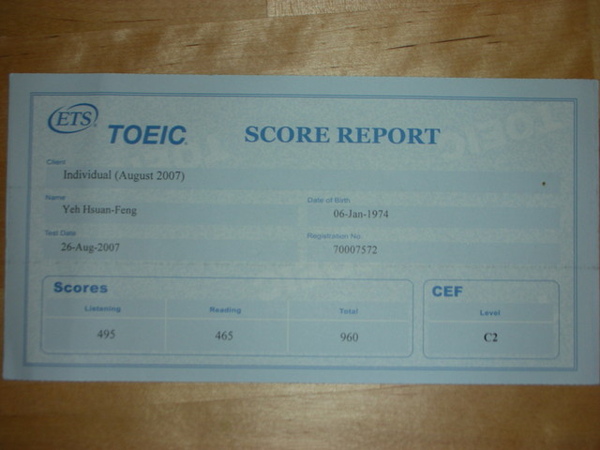 ETS TOEIC SCORE REPORT
Client
Individual (August 2007)
Name
Yeh Hsuan-Feng
Date of Birth
06-Jan-1974
Test Date
26-Aug-2007
Registration No.
70007572
Scores
Listening Reading Total
495 465 960
CEF
Level
C2